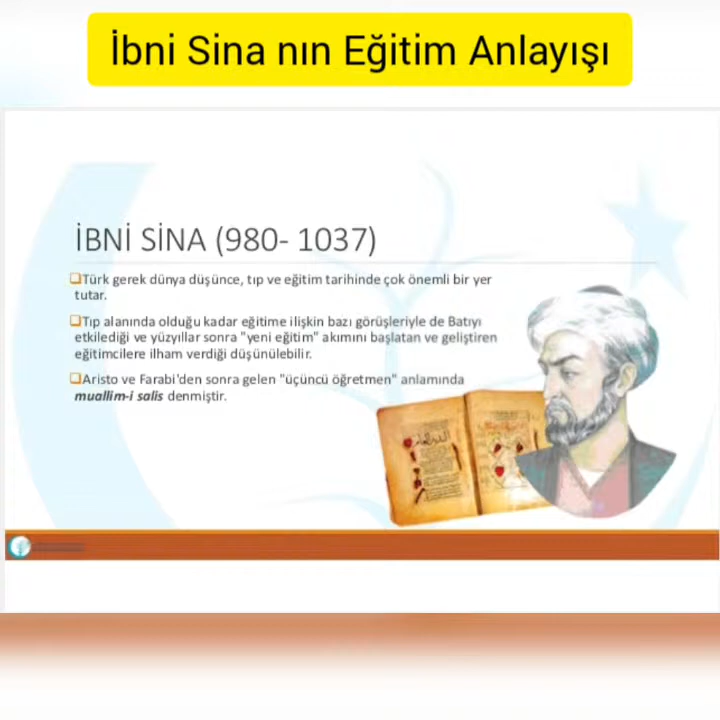 İbni Sina nın Eğitim Anlayışı
İBNİ SİNA (980- 1037)
Türk gerek dünya düşünce, tıp ve eğitim tarihinde çok önemli bir yer
tutar.
Tıp alanında olduğu kadar eğitime ilişkin bazı görüşleriyle de Batıyı
etkilediği ve yüzyıllar sonra "yeni eğitim" akımını başlatan ve geliştiren
eğitimcilere ilham verdiği düşünülebilir.
Aristo ve Farabi'den sonra gelen "üçüncü öğretmen" anlamında
muallim-i salis denmiştir.